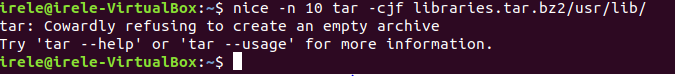 irele@irele-VirtualBox:~$ nice -n 10 tar -cjf libraries.tar.bz2/usr/lib/
tar: Cowardly refusing to create an empty archive
Try 'tar --help' or 'tar --usage' for more information.
irele@irele-VirtualBox:~$